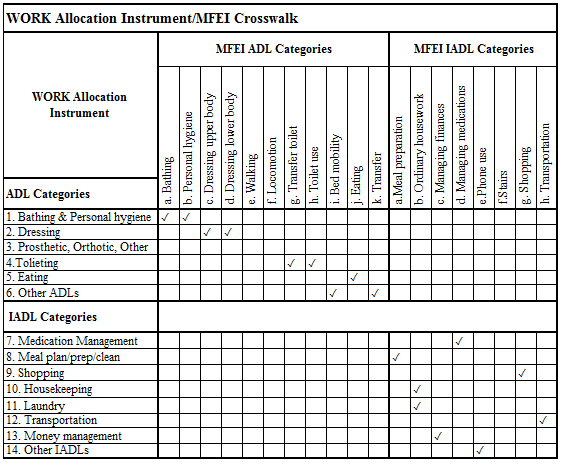 WORK Allocation Instrument/MFEI Crosswalk
WORK Allocation
Instrument
MFEI ADL Categories
MFEI IADL Categories
a. Bathing
b. Personal hygiene
c. Dressing upper body
d. Dressing lower body
e. Walking
f. Locomotion
g. Transfer toilet
h. Toilet use
i. Bed mobility
j. Eating
k. Transfer
a.Meal preparation
b. Ordinary housework
c. Managing finances
d. Managing medications
e.Phone use
f.Stairs
g. Shopping
h. Transportation
ADL Categories
1. Bathing & Personal hygiene ✓ ✓
2. Dressing ✓ ✓
3. Prosthetic, Orthotic, Other
4.Tolieting ✓ ✓
5. Eating ✓
6. Other ADLs ✓ ✓
IADL Categories
7. Medication Management ✓
8. Meal plan/prep/clean ✓
9. Shopping ✓
10. Housekeeping ✓
11. Laundry ✓
12. Transportation ✓
13. Money management ✓
14. Other IADLs ✓